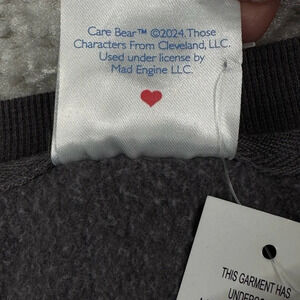 Care Bear™ ©2024,Those
Characters From Cleveland, LLC.
Used under license by
Mad Engine LLC.
THIS GARMENT HAS